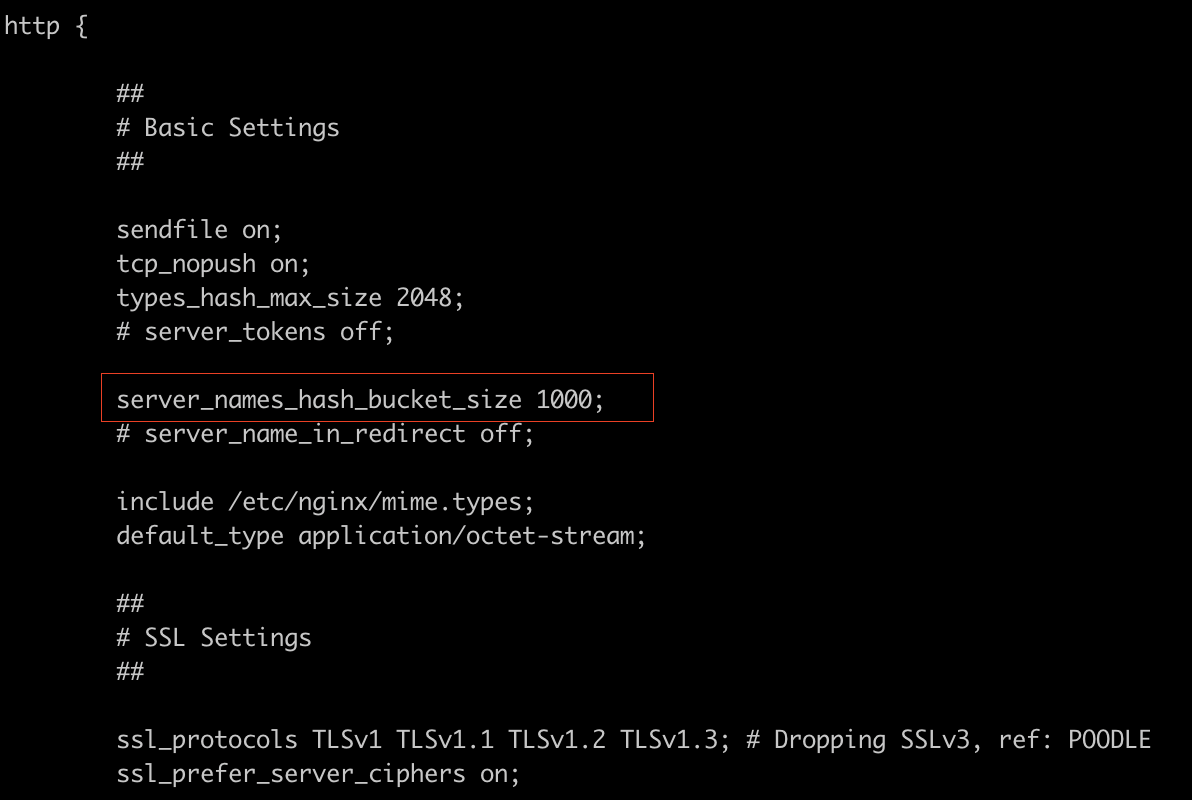 http {
##
# Basic Settings
##
sendfile on;
tcp_nopush on;
types_hash_max_size 2048;
# server_tokens off;
server_names_hash_bucket_size 1000;
# server_name_in_redirect off;
include /etc/nginx/mime.types;
default_type application/octet-stream;
##
# SSL Settings
##
ssl_protocols TLSv1 TLSv1.1 TLSv1.2 TLSv1.3; # Dropping SSLv3, ref: POODLE
ssl_prefer_server_ciphers on;